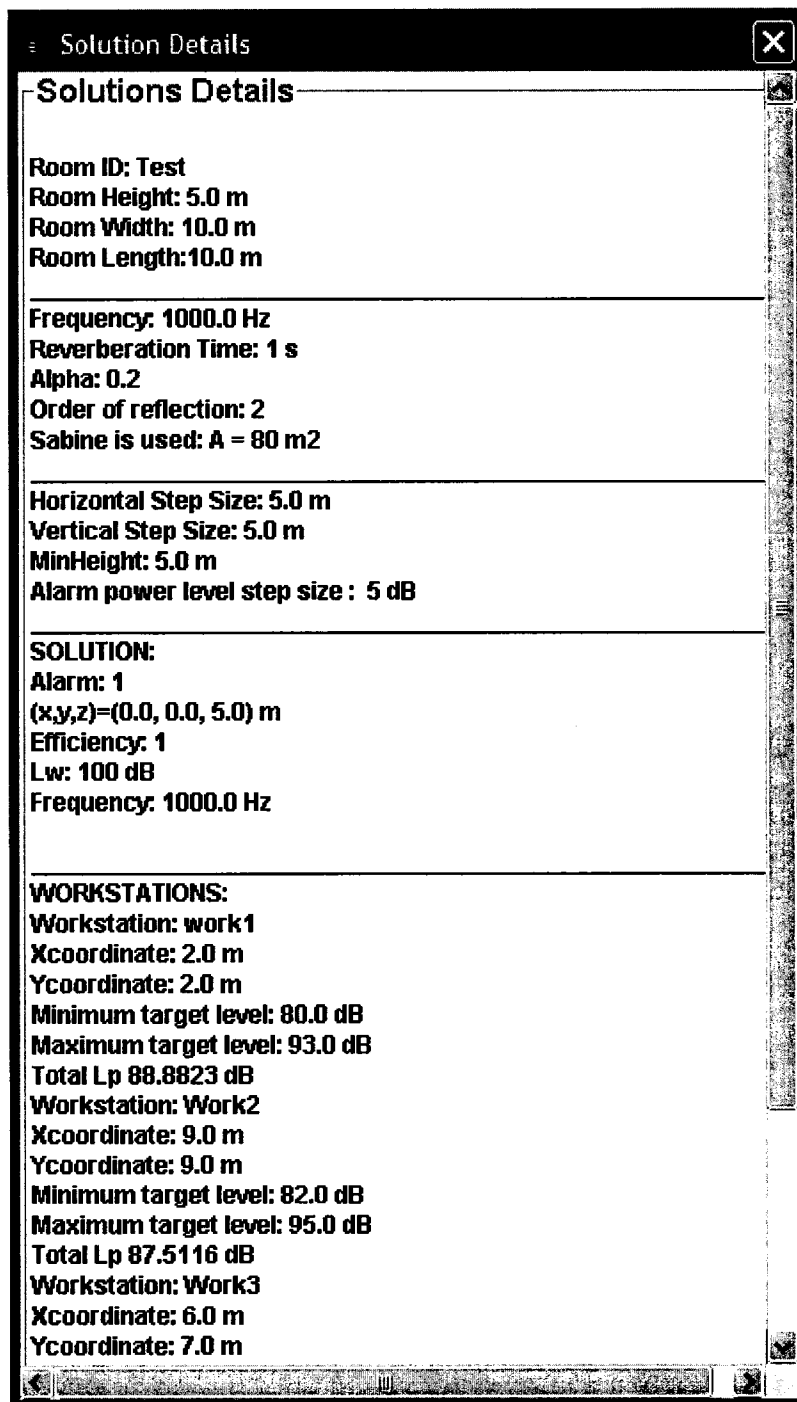 Solution Details
Solutions Details
Room ID: Test
Room Height: 5.0 m
Room Width: 10.0 m
Room Length:10.0 m
Frequency: 1000.0 Hz
Reverberation Time: 1 s
Alpha: 0.2
Order of reflection: 2
Sabine is used: A = 80 m2
Horizontal Step Size: 5.0 m
Vertical Step Size: 5.0 m
MinHeight: 5.0 m
Alarm power level step size :  5 dB
SOLUTION:
Alarm: 1
(x,y,z)=(0.0, 0.0, 5.0) m
Efficiency: 1
Lw: 100 dB
Frequency: 1000.0 Hz
WORKSTATIONS:
Workstation: work1
Xcoordinate: 2.0 m
Ycoordinate: 2.0 m
Minimum target level: 80.0 dB
Maximum target level: 93.0 dB
Total Lp 88.8823 dB
Workstation: Work2
Xcoordinate: 9.0 m
Ycoordinate: 9.0 m
Minimum target level: 82.0 dB
Maximum target level: 95.0 dB
Total Lp 87.5116 dB
Workstation: Work3
Xcoordinate: 6.0 m
Ycoordinate: 7.0 m